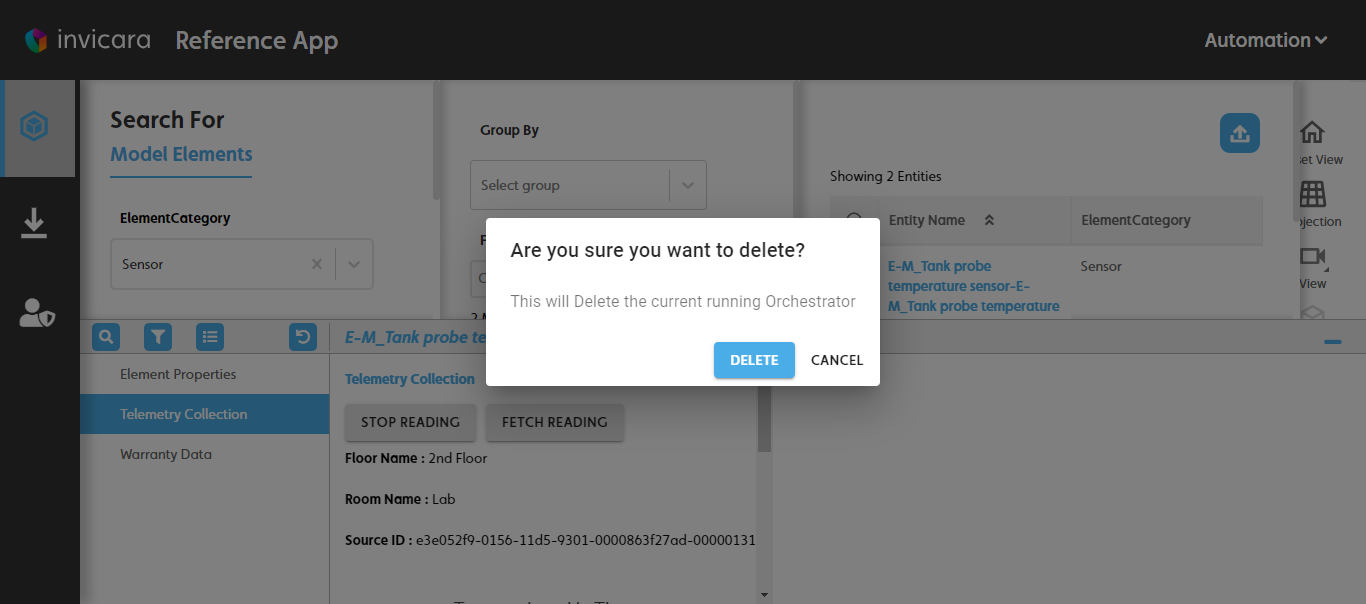 invicara Reference App
Automation
Search For
Model Elements
ElementCategory
Sensor
Group By
Select group
Showing 2 Entities
Entity Name
ElementCategory
E-M_Tank probe
temperature sensor-E-
M_Tank probe temperature
Sensor
View
View
Are you sure you want to delete?
This will Delete the current running Orchestrator
DELETE
CANCEL
E-M_Tank probe
Element Properties
Telemetry Collection
Warranty Data
Telemetry Collection
STOP READING
FETCH READING
Floor Name : 2nd Floor
Room Name : Lab
Source ID : e3e052f9-0156-11d5-9301-0000863f27ad-00000131